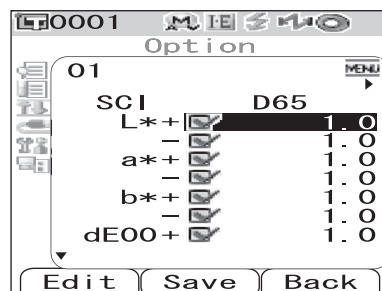 0001 M I·E
Option
01 MENU
SCI D65
L*+ 1.0
- 1.0
a*+ 1.0
- 1.0
b*+ 1.0
- 1.0
dE00+ 1.0
Edit Save Back